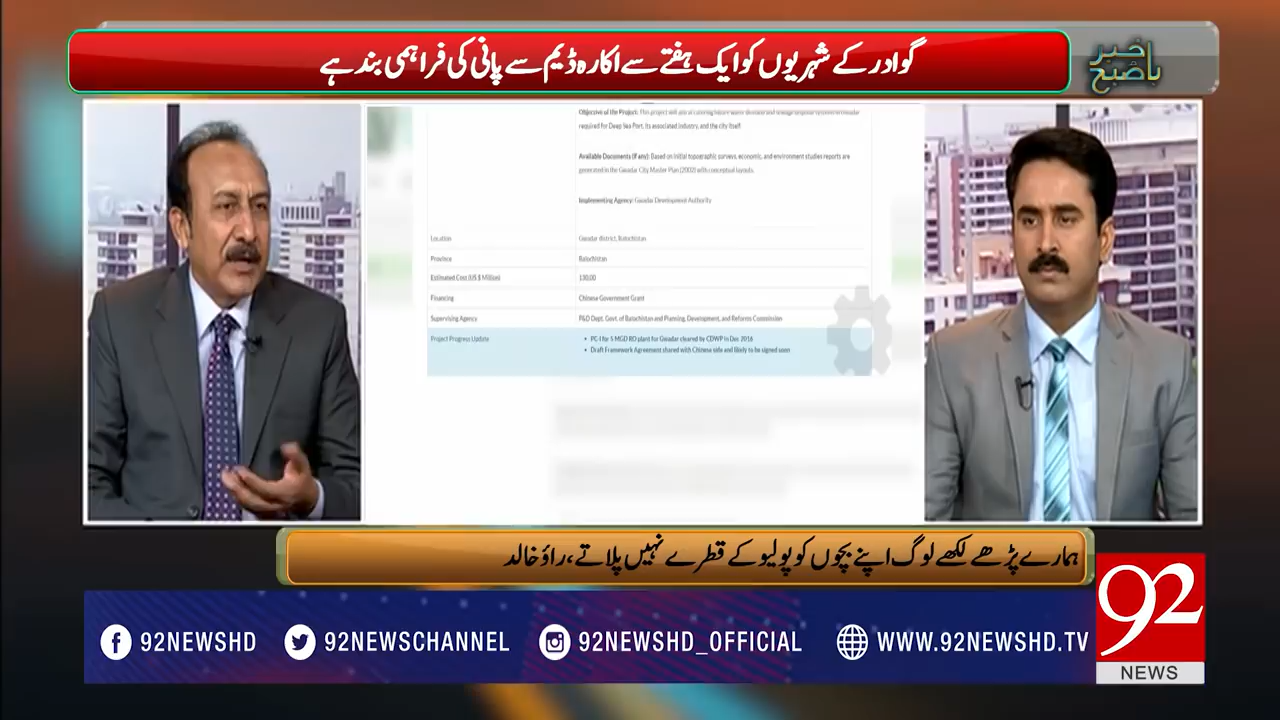 گوادر کے شہریوں کو ایک ہفتے سے اکارہ ڈیم سے پانی کی فراہمی بند ہے
باخبر صبح
Objective of the Project: This project will aim at catering future water demand and sewage disposal
required for Deep Sea Port, its associated industry, and the city itself
Available Documents (if any): Based on initial topographic surveys, economic, and environment studies reports are
generated in the Gwadar City Master Plan (2002) with conceptual layouts.
Implementing Agency: Gwadar Development Authority
Location Gwadar district, Balochistan
Province Balochistan
Estimated Cost (US $ Million) 130.00
Financing Chinese Government Grant
Supervising Agency P&D Dept. Govt. of Balochistan and Planning, Development, and Reforms Commission
Project Progress Update • PC-I for 5 MGD RO plant for Gwadar cleared by CDWP in Dec 2016
• Draft Framework Agreement shared with Chinese side and likely to be signed soon
ہمارے پڑھے لکھے لوگ اپنے بچوں کو پولیو کے قطرے نہیں پلاتے، راؤ خالد
92NEWSHD 92NEWSCHANNEL 92NEWSHD_OFFICIAL WWW.92NEWSHD.TV
92
NEWS